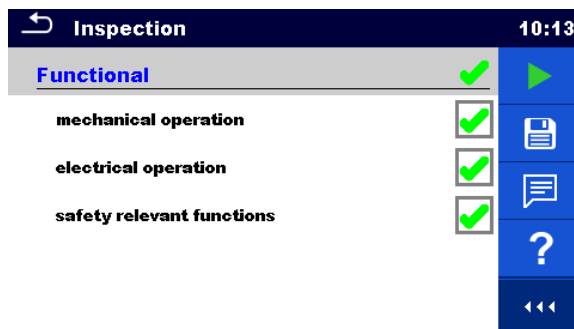 Inspection 10:13
Functional
mechanical operation
electrical operation
safety relevant functions
?